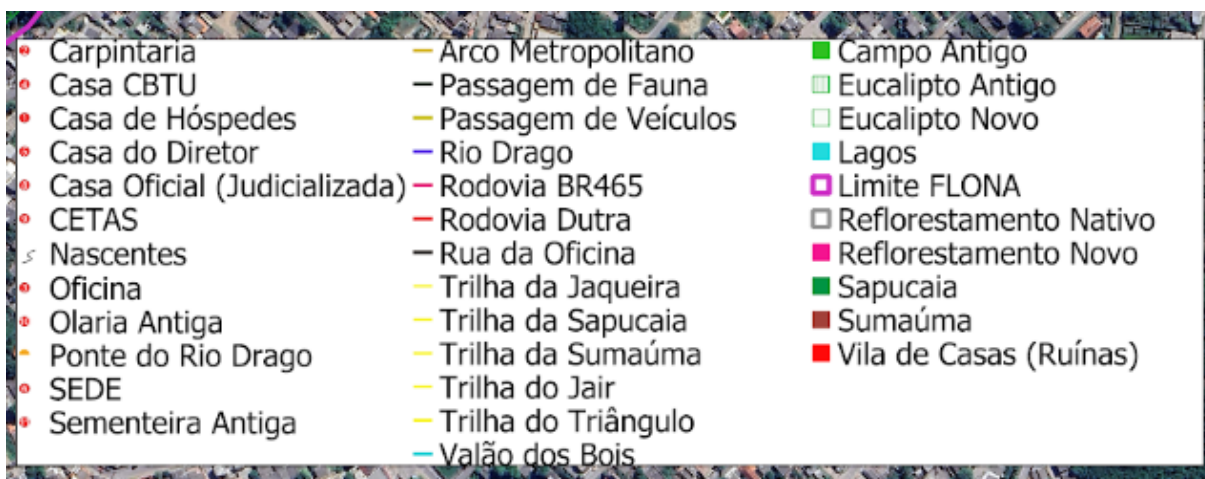 Carpintaria
Casa CBTU
Casa de Hóspedes
Casa do Diretor
Casa Oficial (Judicializada)
CETAS
Nascentes
Oficina
Olaria Antiga
Ponte do Rio Drago
SEDE
Sementeira Antiga
Arco Metropolitano
Passagem de Fauna
Passagem de Veículos
Rio Drago
Rodovia BR465
Rodovia Dutra
Rua da Oficina
Trilha da Jaqueira
Trilha da Sapucaia
Trilha da Sumaúma
Trilha do Jair
Trilha do Triângulo
Valão dos Bois
Campo Antigo
Eucalipto Antigo
Eucalipto Novo
Lagos
Limite FLONA
Reflorestamento Nativo
Reflorestamento Novo
Sapucaia
Sumaúma
Vila de Casas (Ruínas)